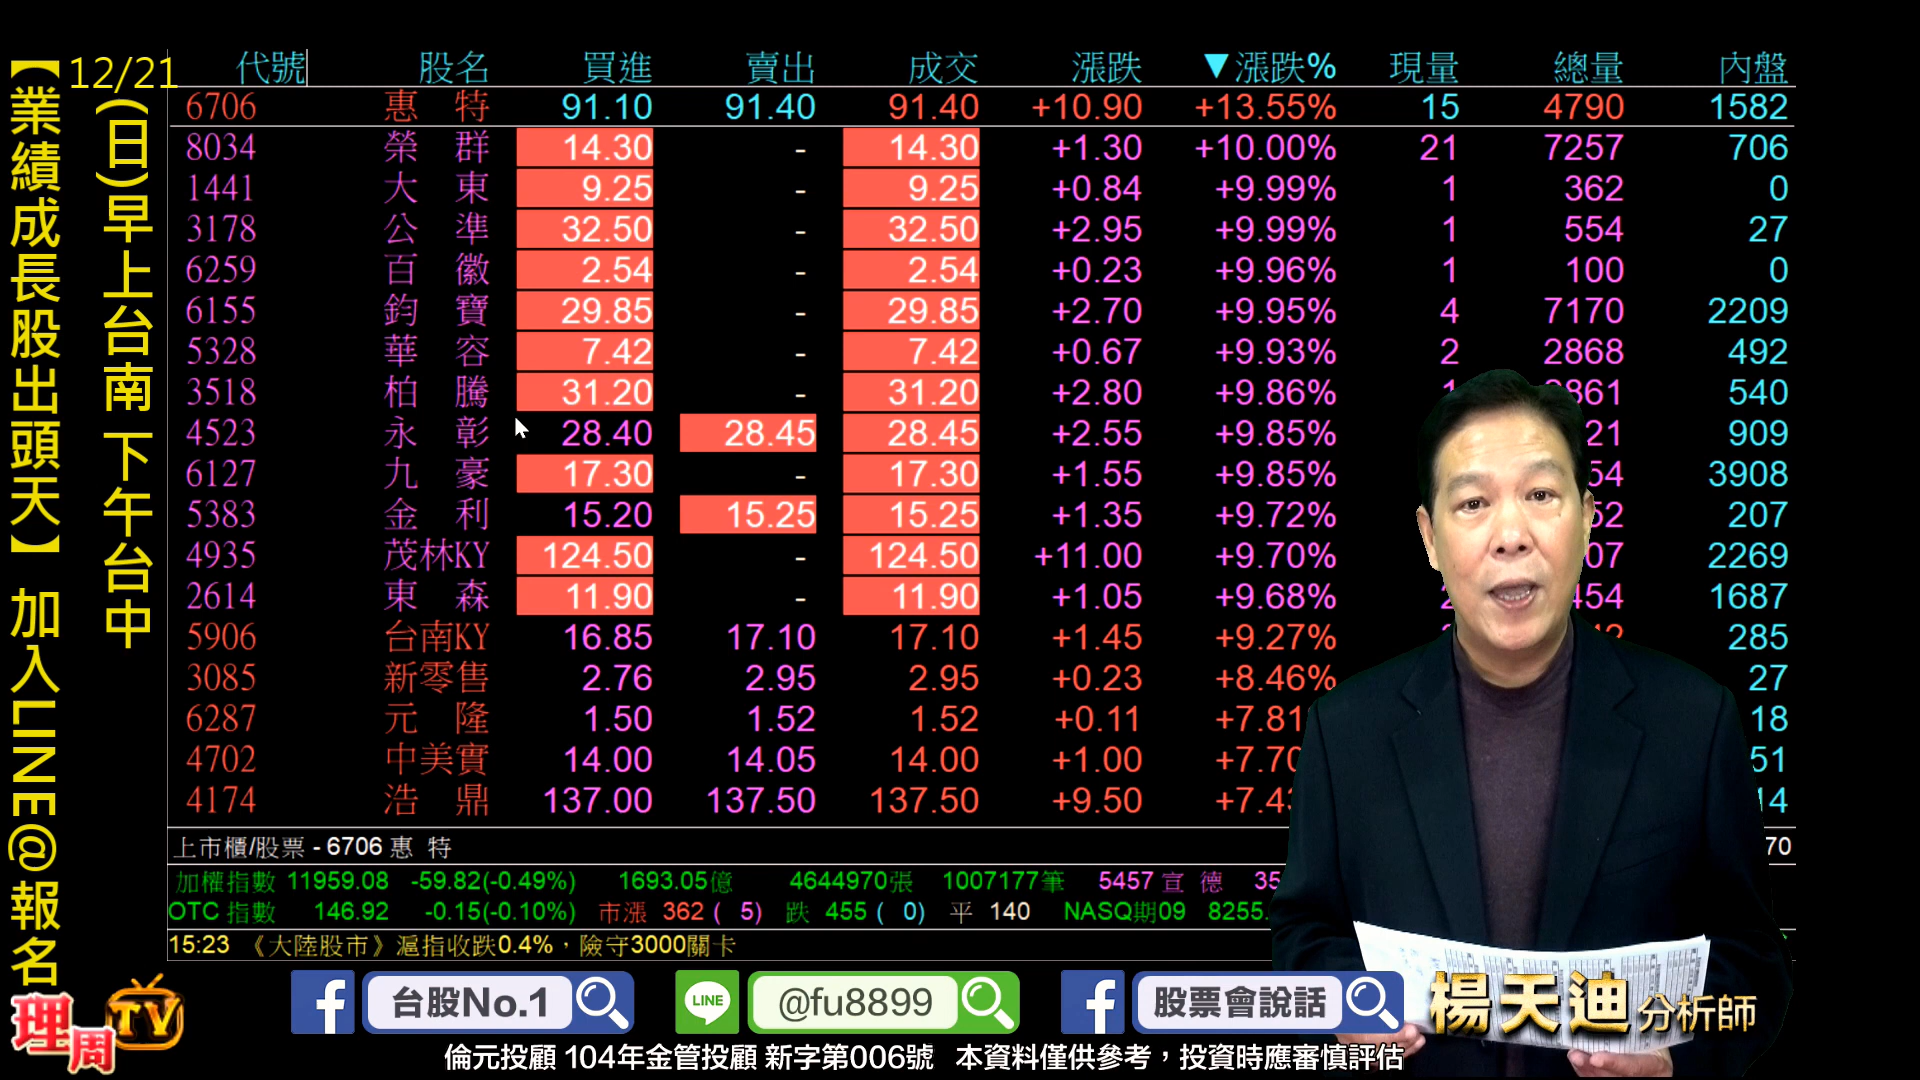 【業績成長股出頭天】加入LINE@報名
12/21(日)早上台南 下午台中
代號 股名 買進 賣出 成交 漲跌 ▼漲跌% 現量 總量 內盤
6706 惠特 91.10 91.40 91.40 +10.90 +13.55% 15 4790 1582
8034 榮群 14.30 - 14.30 +1.30 +10.00% 21 7257 706
1441 大東 9.25 - 9.25 +0.84 +9.99% 1 362 0
3178 公準 32.50 - 32.50 +2.95 +9.99% 1 554 27
6259 百徽 2.54 - 2.54 +0.23 +9.96% 1 100 0
6155 鈞寶 29.85 - 29.85 +2.70 +9.95% 4 7170 2209
5328 華容 7.42 - 7.42 +0.67 +9.93% 2 2868 492
3518 柏騰 31.20 - 31.20 +2.80 +9.86% 861 540
4523 永彰 28.40 28.45 28.45 +2.55 +9.85% 21 909
6127 九豪 17.30 - 17.30 +1.55 +9.85% 54 3908
5383 金利 15.20 15.25 15.25 +1.35 +9.72% 52 207
4935 茂林KY 124.50 - 124.50 +11.00 +9.70% 07 2269
2614 東森 11.90 - 11.90 +1.05 +9.68% 454 1687
5906 台南KY 16.85 17.10 17.10 +1.45 +9.27% 285
3085 新零售 2.76 2.95 2.95 +0.23 +8.46% 27
6287 元隆 1.50 1.52 1.52 +0.11 +7.81 18
4702 中美實 14.00 14.05 14.00 +1.00 +7.70 51
4174 浩鼎 137.00 137.50 137.50 +9.50 +7.43 14
上市櫃/股票 - 6706 惠特 70
加權指數 11959.08 -59.82(-0.49%) 1693.05億 4644970張 1007177筆 5457 宣德 35
OTC 指數 146.92 -0.15(-0.10%) 市漲 362( 5) 跌 455( 0) 平 140 NASQ期09 8255.
15:23 《大陸股市》滬指收跌0.4%，險守3000關卡
理周TV
台股No.1
LINE
@fu8899
股票會說話
楊天迪 分析師
倫元投顧 104年金管投顧 新字第006號 本資料僅供參考，投資時應審慎評估